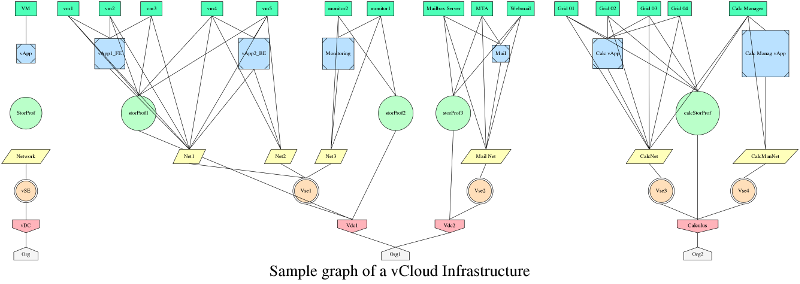 VM vm1 vm2 vm3 vm4 vm5 monitor2 monitor1 Mailbox Server MTA Webmail Grid 01 Grid 02 Grid 03 Grid 04 Calc Manager
vApp vApp1_FE vApp2_BE Monitoring Mail Calc vApp Calc Manag vApp
StorProf storProf1 storProf2 storProf3 calcStorProf
Network Net1 Net2 Net3 MailNet CalcNet CalcManNet
vSE Vse1 Vse2 Vse3 Vse4
vDC Vdc1 Vdc2 Calculus
Org Org1 Org2
Sample graph of a vCloud Infrastructure